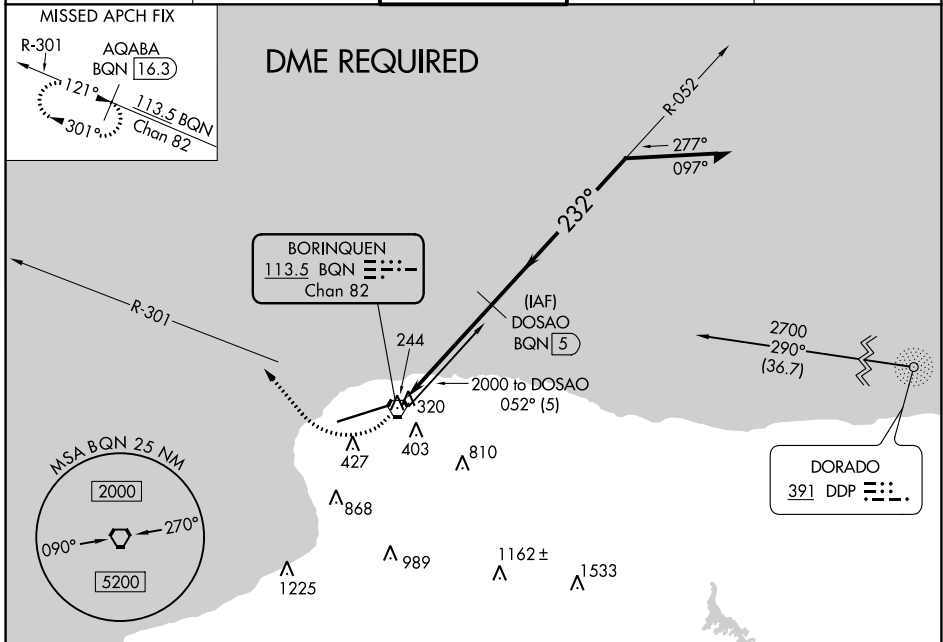 MISSED APCH FIX
R-301
AQABA
BQN 16.3
121°
301°
113.5 BQN
Chan 82
DME REQUIRED
R-052
277°
097°
232°
BORINQUEN
113.5 BQN
Chan 82
(IAF)
DOSAO
BQN 5
R-301
244
2000 to DOSAO
052° (5)
320
2700
290°
(36.7)
427
403
810
DORADO
391 DDP
868
MSA BQN 25 NM
2000
090°
270°
5200
989
1162 ±
1533
1225